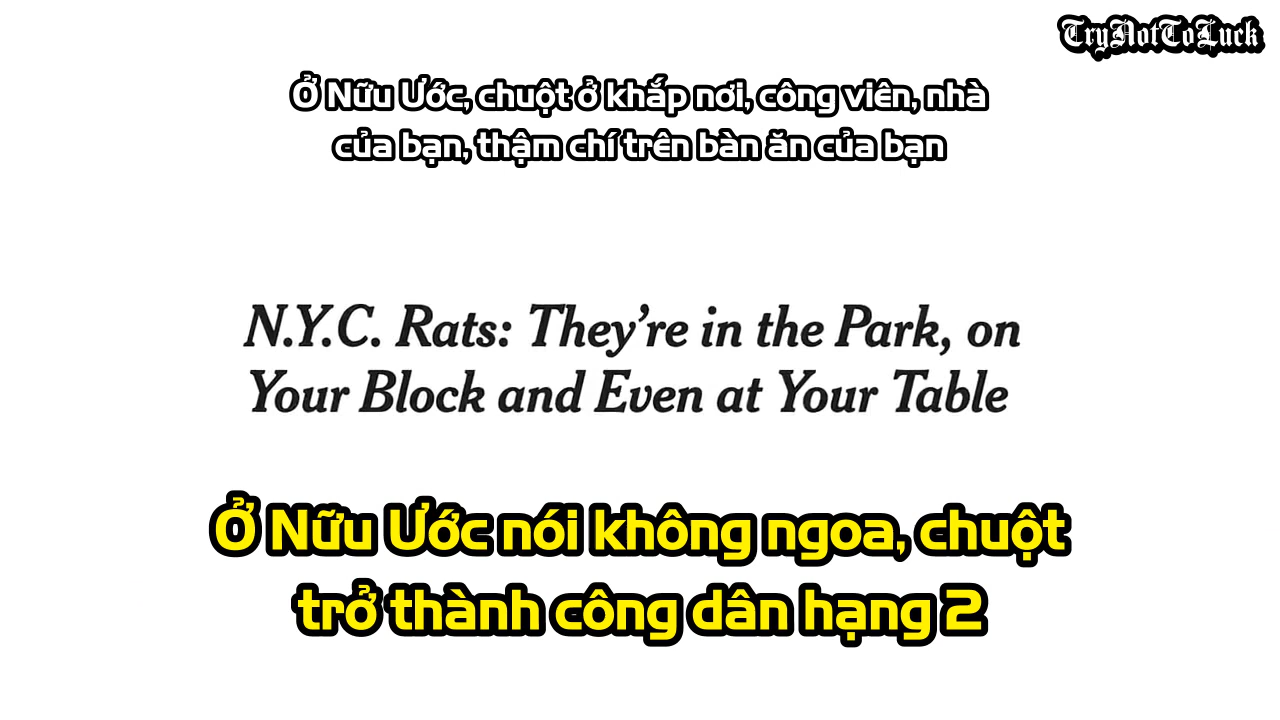 TryNotToLuck
Ở Nữu Ước, chuột ở khắp nơi, công viên, nhà
của bạn, thậm chí trên bàn ăn của bạn
N.Y.C. Rats: They're in the Park, on
Your Block and Even at Your Table
Ở Nữu Ước nói không ngoa, chuột
trở thành công dân hạng 2